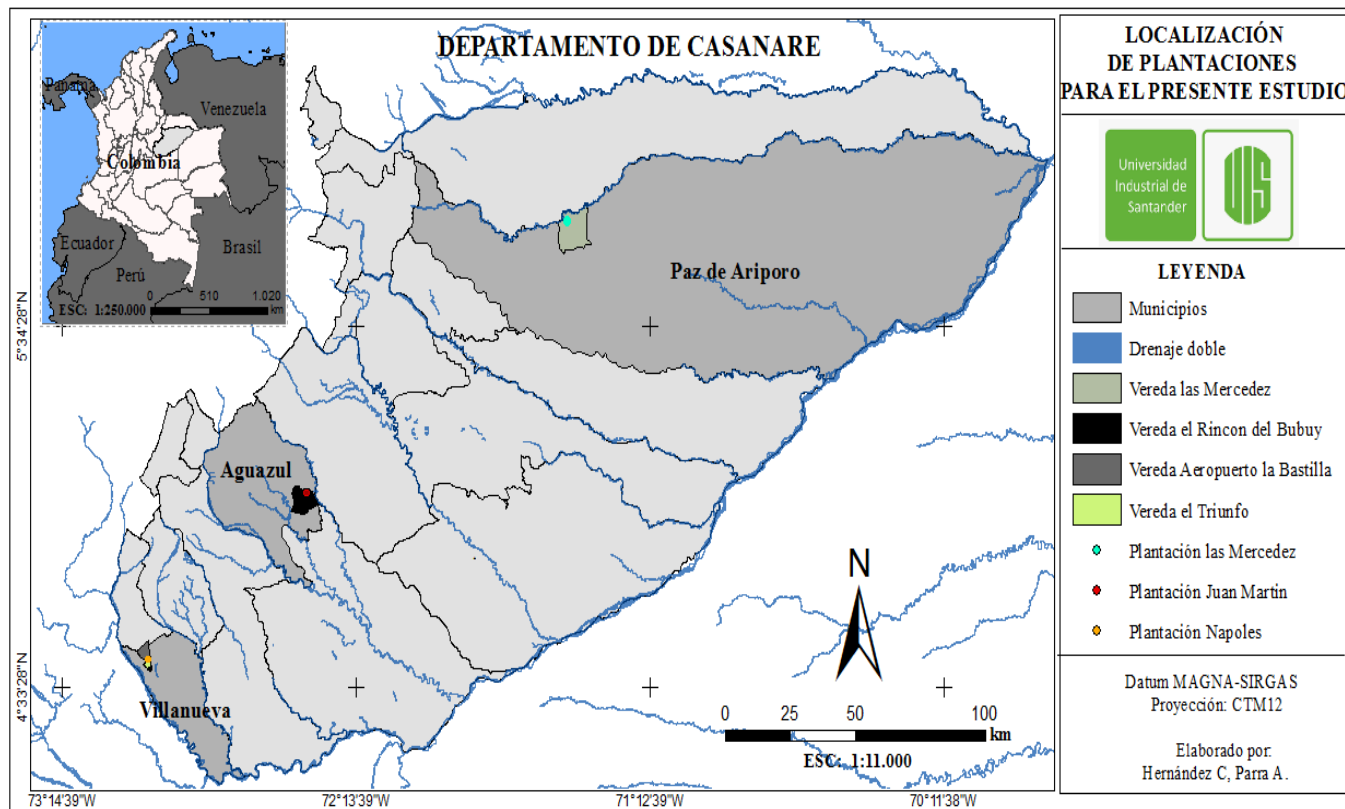 DEPARTAMENTO DE CASANARE
Panamá
Venezuela
Colombia
Ecuador
Perú
Brasil
0 510 1.020
ESC: 1:250.000 km
Paz de Ariporo
Aguazul
Villanueva
N
0 25 50 100
km
ESC: 1:11.000
5°34'28"N
4°33'28"N
73°14'39"W
72°13'39"W
71°12'39"W
70°11'38"W
LOCALIZACIÓN
DE PLANTACIONES
PARA EL PRESENTE ESTUDIO
Universidad
Industrial de
Santander
UIS
LEYENDA
Municipios
Drenaje doble
Vereda las Mercedez
Vereda el Rincon del Bubuy
Vereda Aeropuerto la Bastilla
Vereda el Triunfo
Plantación las Mercedez
Plantación Juan Martin
Plantación Napoles
Datum MAGNA-SIRGAS
Proyección: CTM12
Elaborado por:
Hernández C, Parra A.